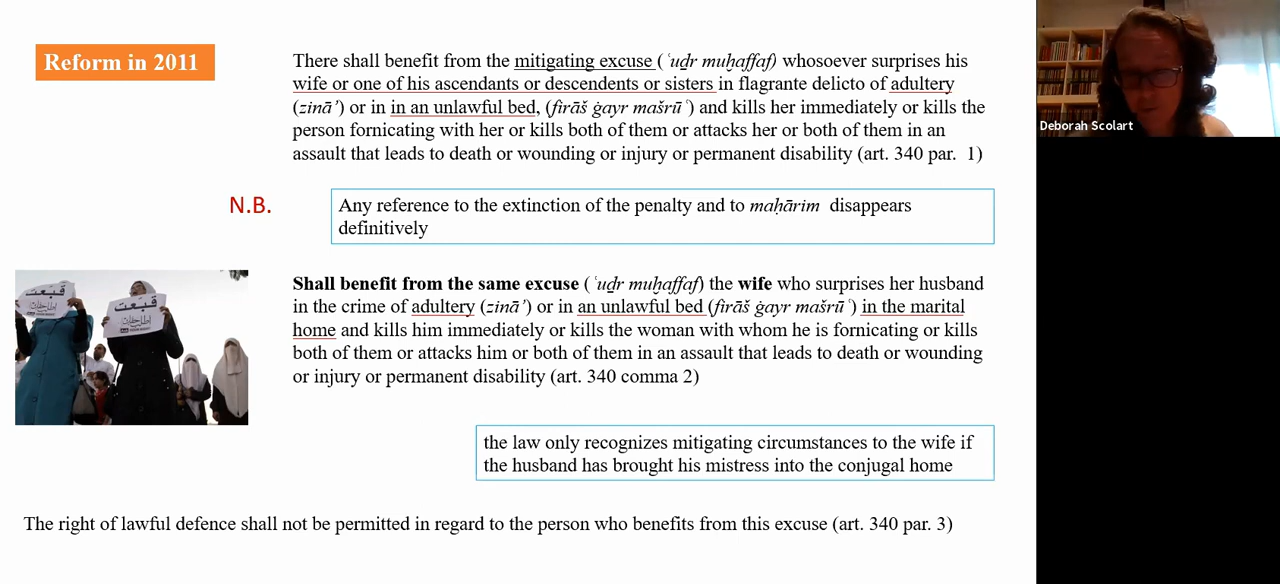 Reform in 2011
There shall benefit from the mitigating excuse ( ʿuḏr muḫaffaf) whosoever surprises his
wife or one of his ascendants or descendents or sisters in flagrante delicto of adultery
(zināʾ) or in in an unlawful bed, (firāš ġayr mašrūʿ) and kills her immediately or kills the
person fornicating with her or kills both of them or attacks her or both of them in an
assault that leads to death or wounding or injury or permanent disability (art. 340 par. 1)
N.B.
Any reference to the extinction of the penalty and to maḥārim disappears
definitively
Shall benefit from the same excuse ( ʿuḏr muḫaffaf) the wife who surprises her husband
in the crime of adultery (zināʾ) or in an unlawful bed (firāš ġayr mašrūʿ) in the marital
home and kills him immediately or kills the woman with whom he is fornicating or kills
both of them or attacks him or both of them in an assault that leads to death or wounding
or injury or permanent disability (art. 340 comma 2)
the law only recognizes mitigating circumstances to the wife if
the husband has brought his mistress into the conjugal home
The right of lawful defence shall not be permitted in regard to the person who benefits from this excuse (art. 340 par. 3)
Deborah Scolart